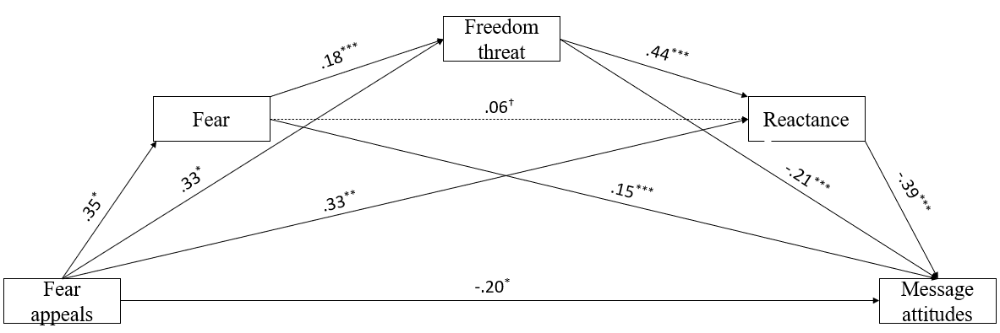 Freedom
threat
.18***
.44***
Fear
.06†
Reactance
.35*
.33*
.33**
.15***
-.21***
-.39***
Fear
appeals
-.20*
Message
attitudes